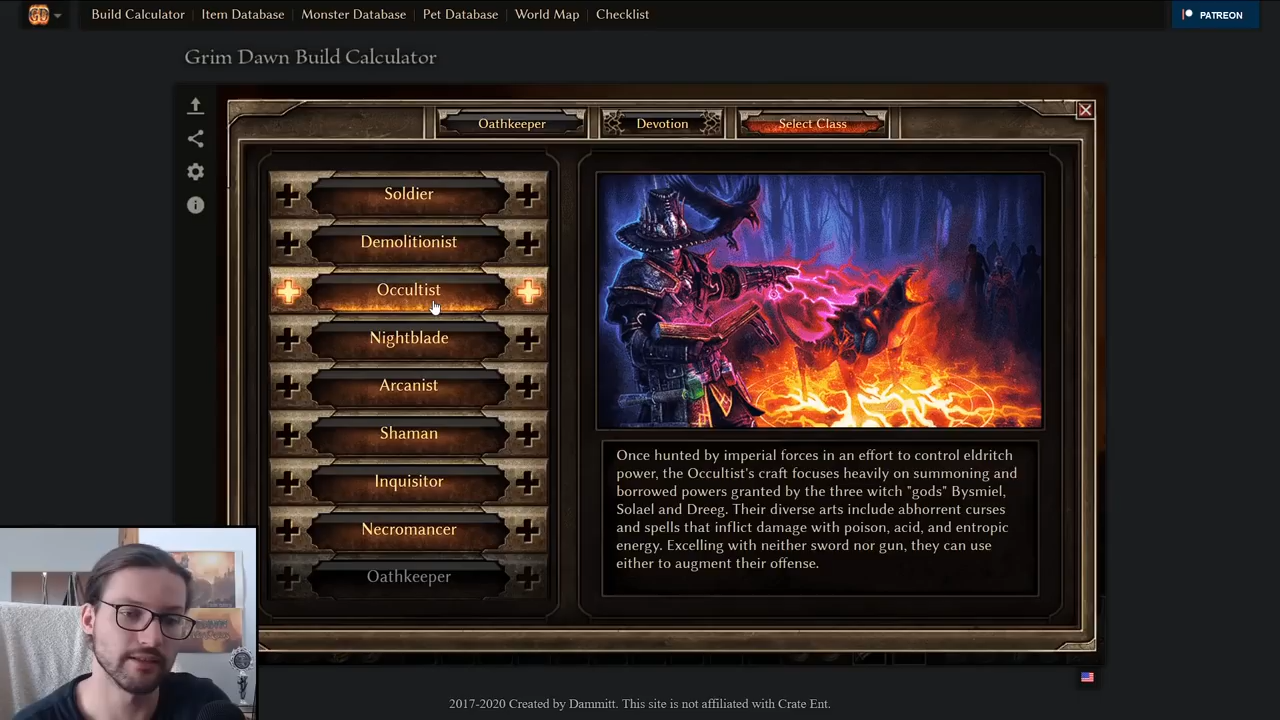 Build Calculator
Item Database
Monster Database
Pet Database
World Map
Checklist
PATREON
Grim Dawn Build Calculator
Oathkeeper
Devotion
Select Class
Soldier
Demolitionist
Occultist
Nightblade
Arcanist
Shaman
Inquisitor
Necromancer
Oathkeeper
Once hunted by imperial forces in an effort to control eldritch
power, the Occultist's craft focuses heavily on summoning and
borrowed powers granted by the three witch "gods" Bysmiel,
Solael and Dreeg. Their diverse arts include abhorrent curses
and spells that inflict damage with poison, acid, and entropic
energy. Excelling with neither sword nor gun, they can use
either to augment their offense.
2017-2020 Created by Dammitt. This site is not affiliated with Crate Ent.